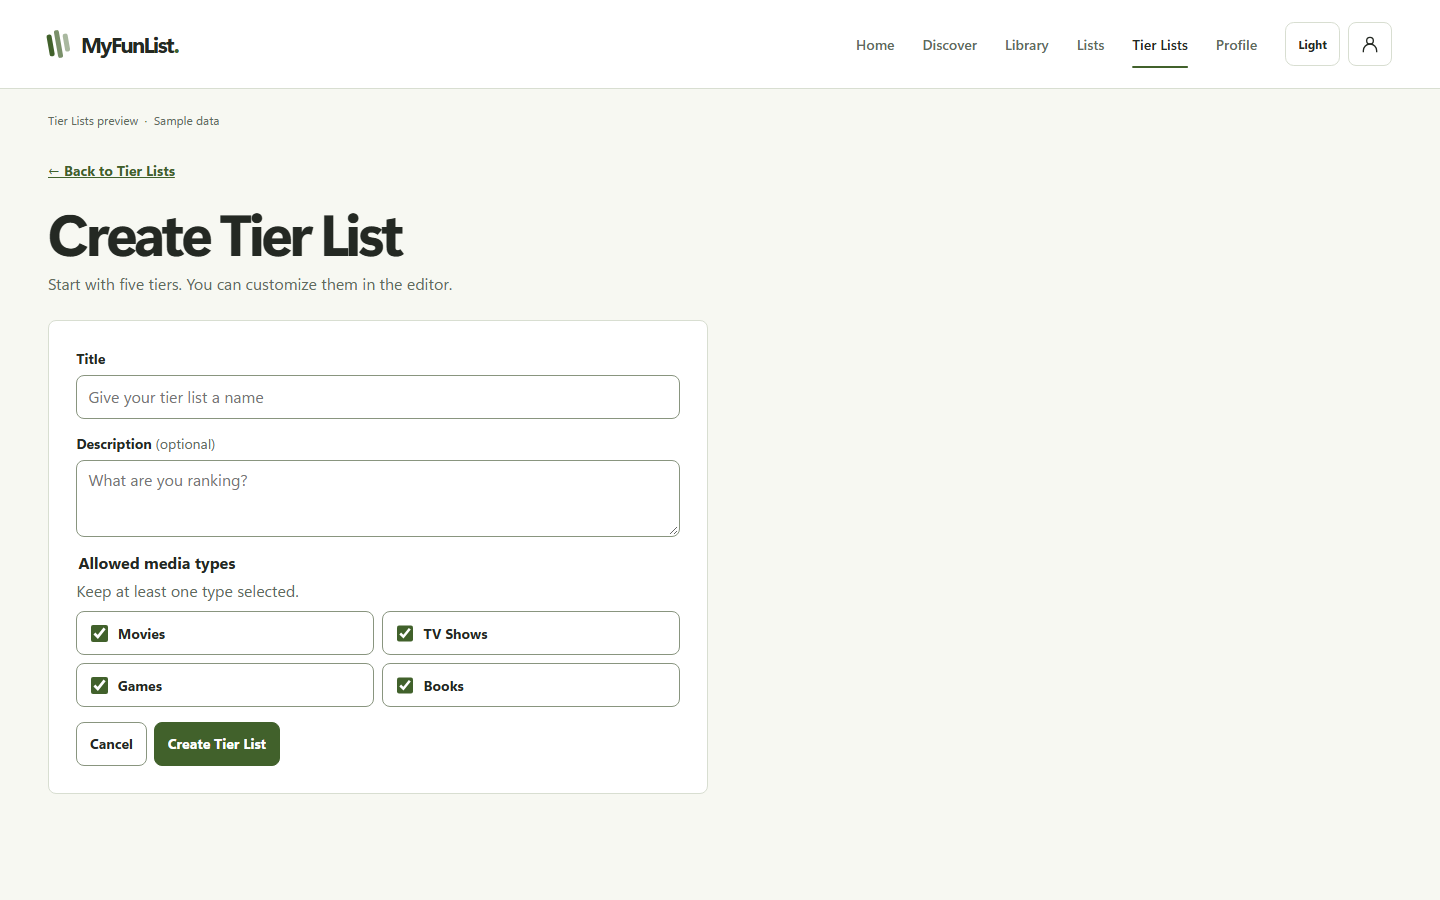 MyFunList.
Home Discover Library Lists Tier Lists Profile Light
Tier Lists preview · Sample data
← Back to Tier Lists
Create Tier List
Start with five tiers. You can customize them in the editor.
Title
Give your tier list a name
Description (optional)
What are you ranking?
Allowed media types
Keep at least one type selected.
Movies TV Shows
Games Books
Cancel Create Tier List